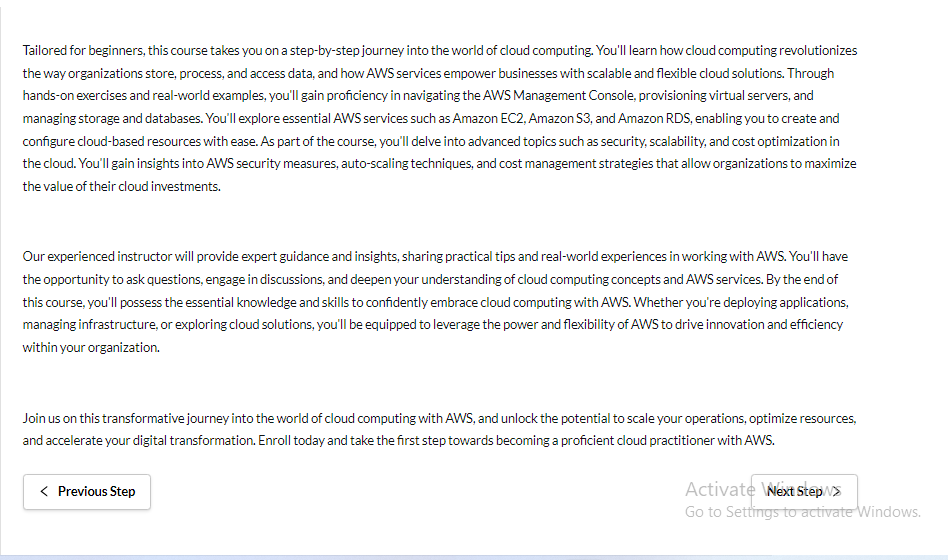 Tailored for beginners, this course takes you on a step-by-step journey into the world of cloud computing. You'll learn how cloud computing revolutionizes
the way organizations store, process, and access data, and how AWS services empower businesses with scalable and flexible cloud solutions. Through
hands-on exercises and real-world examples, you'll gain proficiency in navigating the AWS Management Console, provisioning virtual servers, and
managing storage and databases. You'll explore essential AWS services such as Amazon EC2, Amazon S3, and Amazon RDS, enabling you to create and
configure cloud-based resources with ease. As part of the course, you'll delve into advanced topics such as security, scalability, and cost optimization in
the cloud. You'll gain insights into AWS security measures, auto-scaling techniques, and cost management strategies that allow organizations to maximize
the value of their cloud investments.
Our experienced instructor will provide expert guidance and insights, sharing practical tips and real-world experiences in working with AWS. You'll have
the opportunity to ask questions, engage in discussions, and deepen your understanding of cloud computing concepts and AWS services. By the end of
this course, you'll possess the essential knowledge and skills to confidently embrace cloud computing with AWS. Whether you're deploying applications,
managing infrastructure, or exploring cloud solutions, you'll be equipped to leverage the power and flexibility of AWS to drive innovation and efficiency
within your organization.
Join us on this transformative journey into the world of cloud computing with AWS, and unlock the potential to scale your operations, optimize resources,
and accelerate your digital transformation. Enroll today and take the first step towards becoming a proficient cloud practitioner with AWS.
< Previous Step
Next Step >
Activate Windows
Go to Settings to activate Windows.